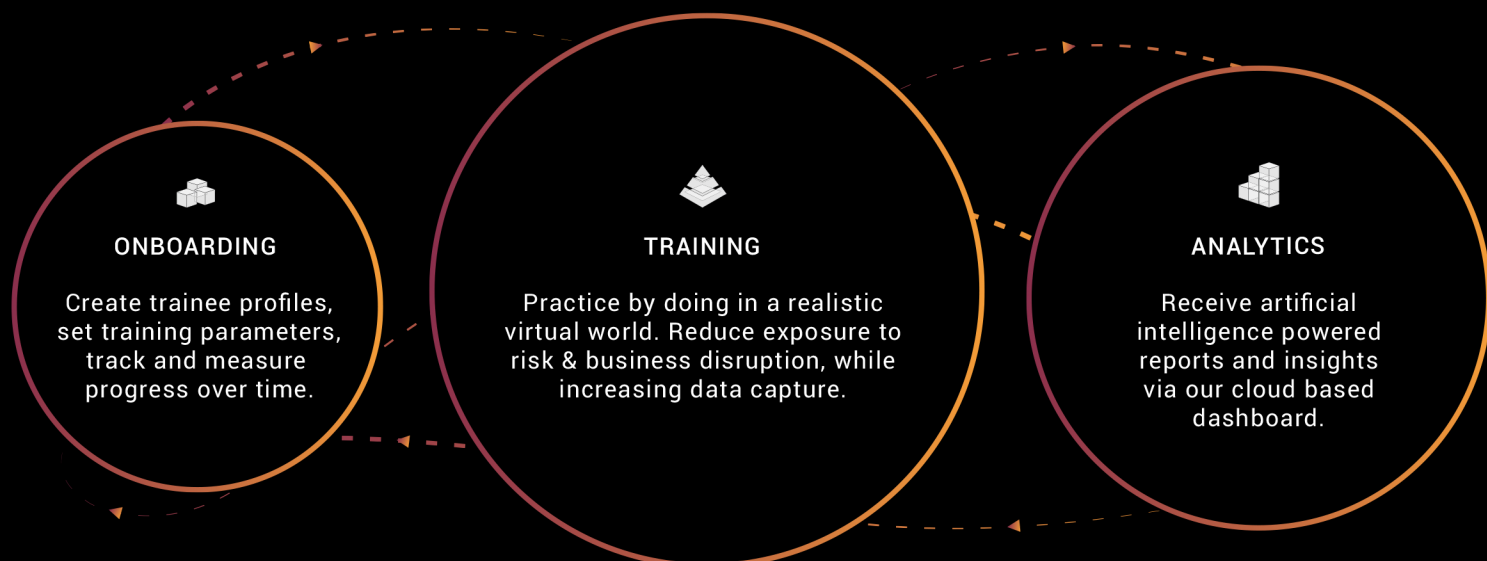 ONBOARDING
Create trainee profiles,
set training parameters,
track and measure
progress over time.
TRAINING
Practice by doing in a realistic
virtual world. Reduce exposure to
risk & business disruption, while
increasing data capture.
ANALYTICS
Receive artificial
intelligence powered
reports and insights
via our cloud based
dashboard.